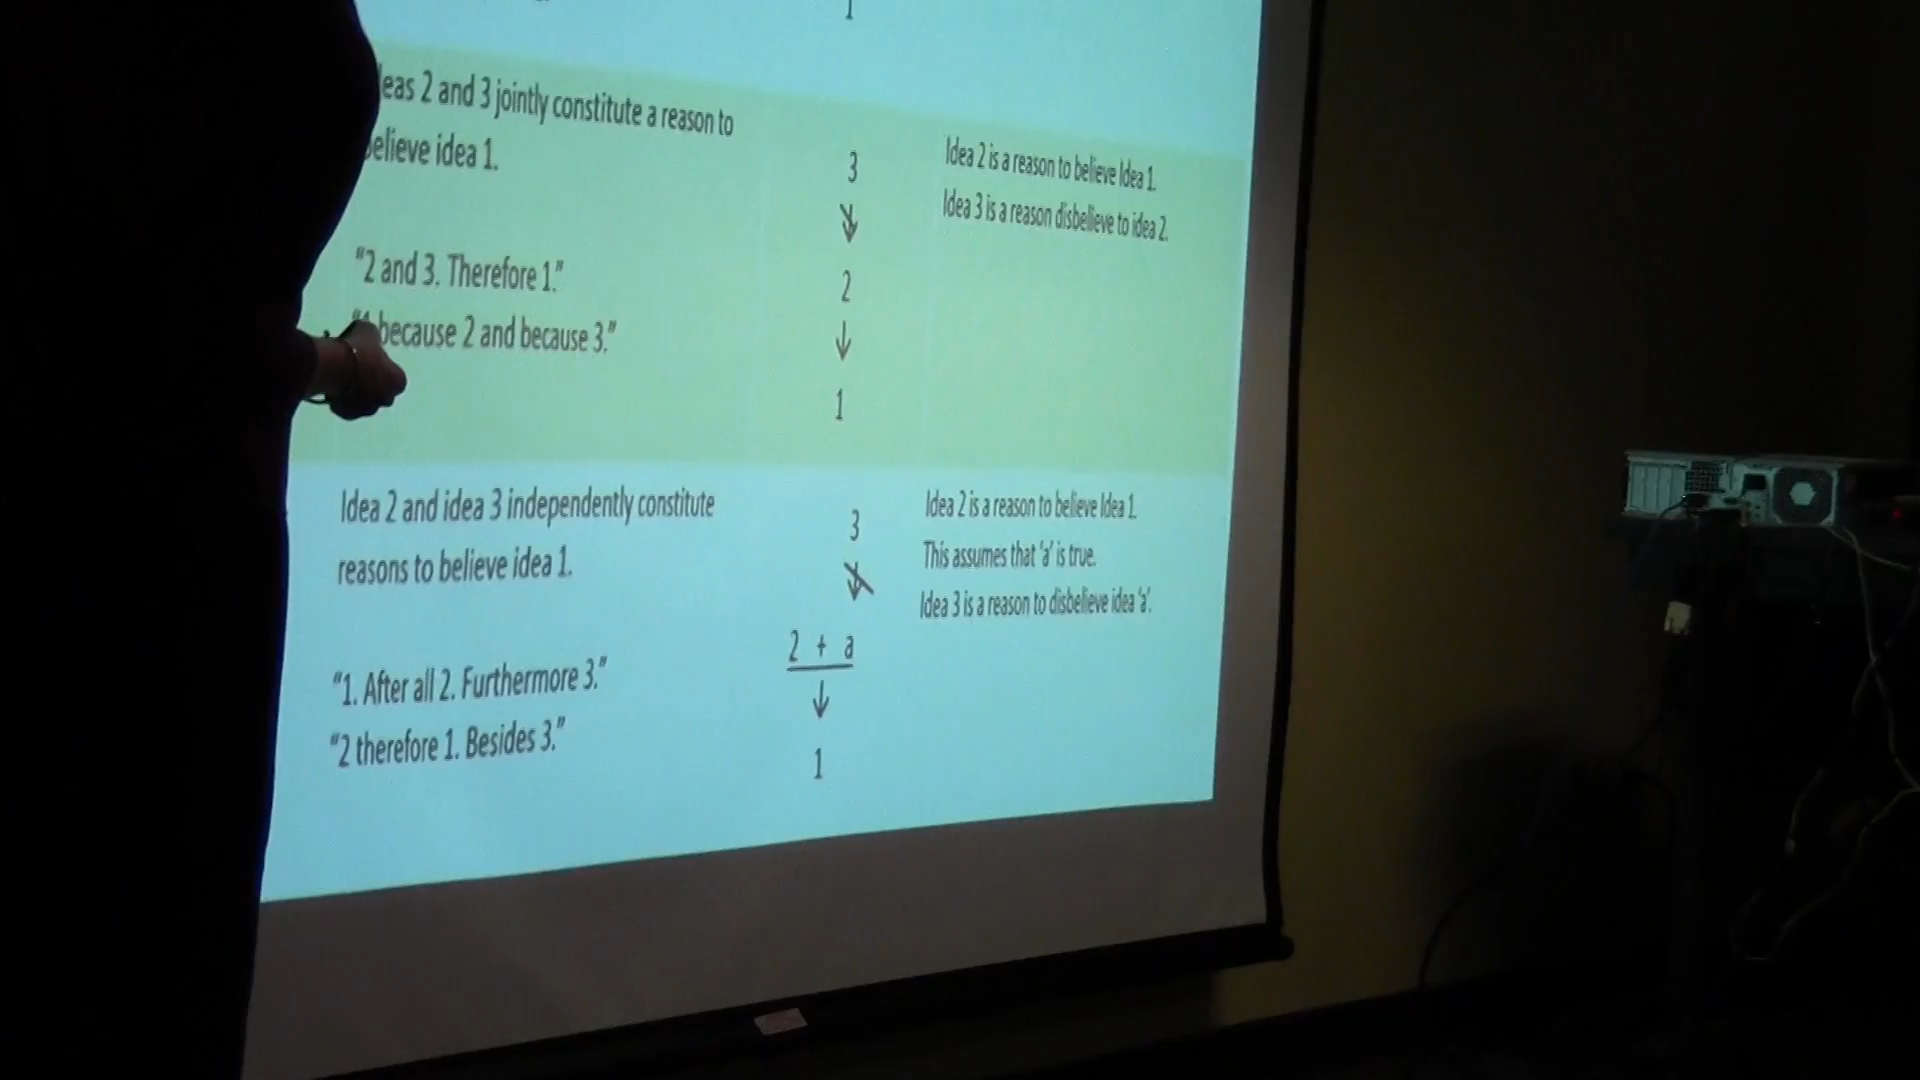 1
eas 2 and 3 jointly constitute a reason to
believe idea 1.
"2 and 3. Therefore 1."
"1 because 2 and because 3."
3
2
1
Idea 2 is a reason to believe Idea 1.
Idea 3 is a reason disbelieve to idea 2.
Idea 2 and idea 3 independently constitute
reasons to believe idea 1.
"1. After all 2. Furthermore 3."
"2 therefore 1. Besides 3."
3
2 + a
1
Idea 2 is a reason to believe Idea 1.
This assumes that 'a' is true.
Idea 3 is a reason to disbelieve idea 'a'.